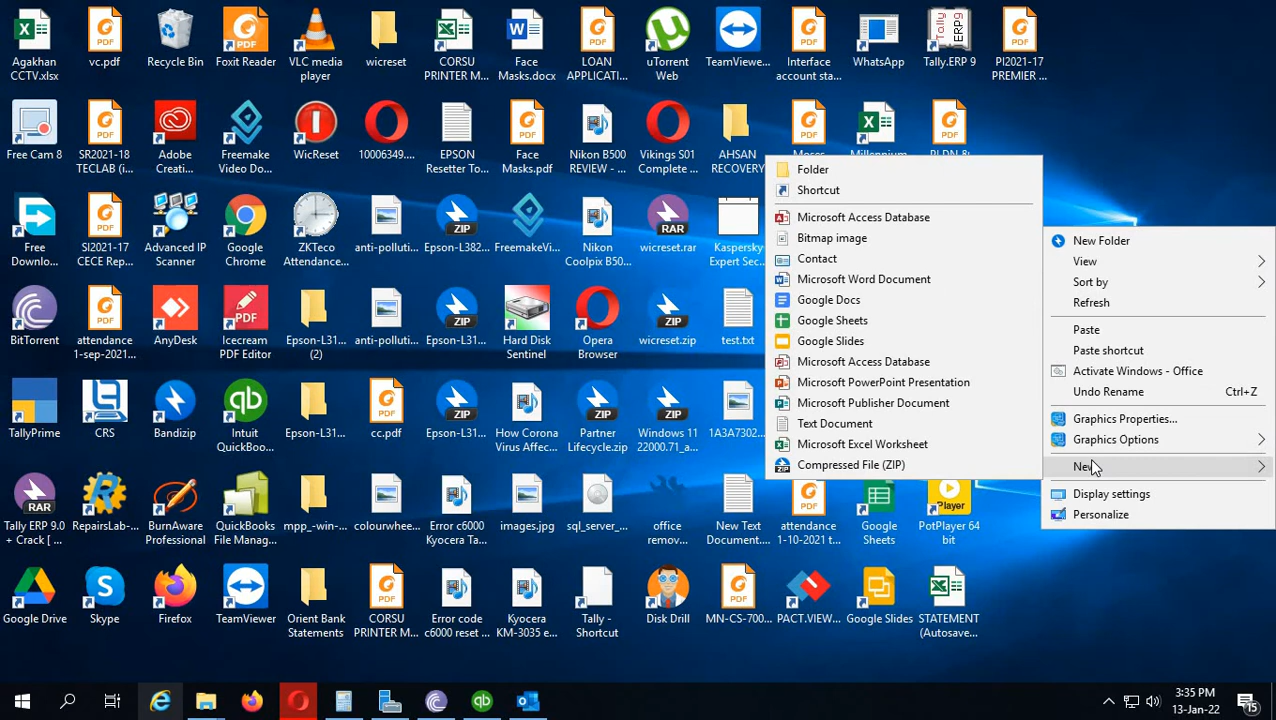 Agakhan
CCTV.xlsx
vc.pdf
Recycle Bin
Foxit Reader
VLC media
player
wicreset
CORSU
PRINTER M...
Face
Masks.docx
LOAN
APPLICATI...
uTorrent
Web
TeamViewe...
Interface
account sta...
WhatsApp
Tally.ERP 9
PI2021-17
PREMIER ...
Free Cam 8
SR2021-18
TECLAB (i...
Adobe
Creati...
Freemake
Video Do...
WicReset
10006349....
EPSON
Resetter To...
Face
Masks.pdf
Nikon B500
REVIEW - ...
Vikings S01
Complete ...
AHSAN
RECOVERY
Free
Downlo...
SI2021-17
CECE Rep...
Advanced IP
Scanner
Google
Chrome
ZKTeco
Attendance...
anti-polluti...
Epson-L382...
FreemakeVi...
Nikon
Coolpix B50...
wicreset.rar
Kaspersky
Expert Sec...
BitTorrent
attendance
1-sep-2021...
AnyDesk
Icecream
PDF Editor
Epson-L31...
(2)
anti-polluti...
Epson-L31...
Hard Disk
Sentinel
Opera
Browser
wicreset.zip
test.txt
TallyPrime
CRS
Bandizip
Intuit
QuickBooks
Epson-L31...
cc.pdf
Epson-L31...
How Corona
Virus Affec...
Partner
Lifecycle.zip
Windows 11
22000.71_a...
1A3A7302...
Tally ERP 9.0
+ Crack [ ...
RepairsLab-...
BurnAware
Professional
QuickBooks
File Manag...
mpp_-win-...
colourwhee...
Error c6000
Kyocera Ta...
images.jpg
sql_server_...
office
remov...
New Text
Document....
attendance
1-10-2021 t...
Google
Sheets
PotPlayer 64
bit
Google Drive
Skype
Firefox
TeamViewer
Orient Bank
Statements
CORSU
PRINTER M...
Error code
c6000 reset ...
Kyocera
KM-3035 e...
Tally -
Shortcut
Disk Drill
MN-CS-700...
PACT.VIEW...
Google Slides
STATEMENT
(Autosave...
Folder
Shortcut
Microsoft Access Database
Bitmap image
Contact
Microsoft Word Document
Google Docs
Google Sheets
Google Slides
Microsoft Access Database
Microsoft PowerPoint Presentation
Microsoft Publisher Document
Text Document
Microsoft Excel Worksheet
Compressed File (ZIP)
New Folder
View
Sort by
Refresh
Paste
Paste shortcut
Activate Windows - Office
Undo Rename Ctrl+Z
Graphics Properties...
Graphics Options
New
Display settings
Personalize
3:35 PM
13-Jan-22
15